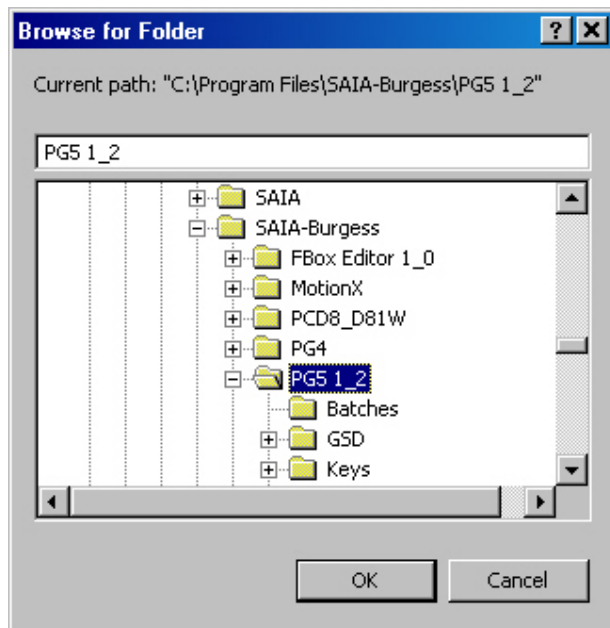 Browse for Folder
Current path: "C:\Program Files\SAIA-Burgess\PG5 1_2"
PG5 1_2
SAIA
SAIA-Burgess
FBox Editor 1_0
MotionX
PCD8_D81W
PG4
PG5 1_2
Batches
GSD
Keys
OK Cancel